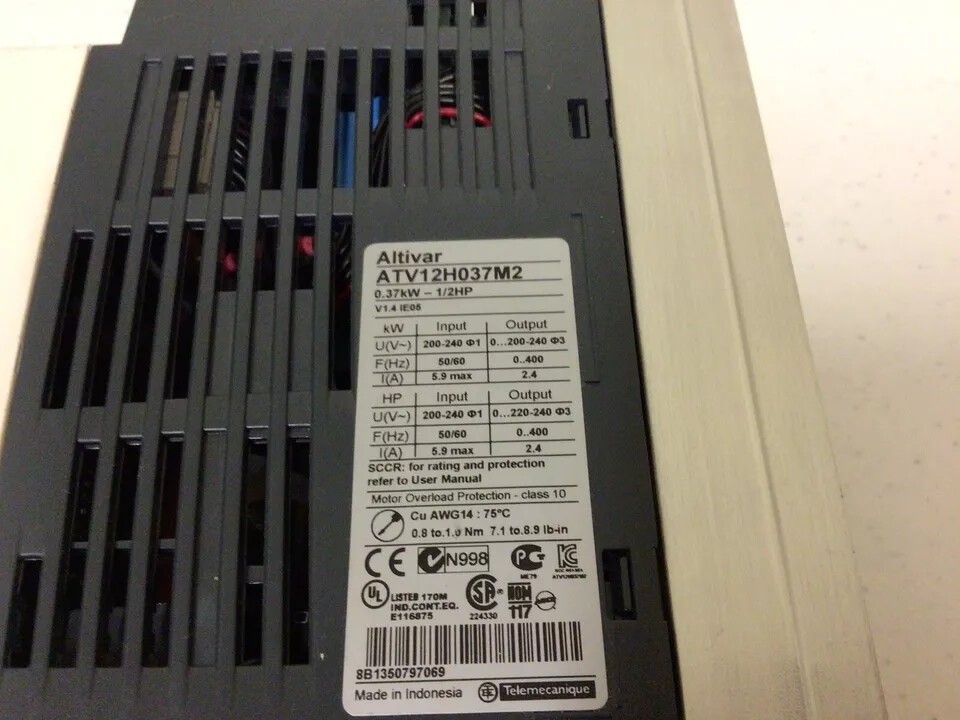 Altivar
ATV12H037M2
0.37kW – 1/2HP
V1.4 IE05
kW Input Output
U(V~) 200-240 Φ1 0...200-240 Φ3
F(Hz) 50/60 0..400
I(A) 5.9 max 2.4
HP Input Output
U(V~) 200-240 Φ1 0...220-240 Φ3
F(Hz) 50/60 0..400
I(A) 5.9 max 2.4
SCCR: for rating and protection
refer to User Manual
Motor Overload Protection - class 10
Cu AWG14 : 75°C
0.8 to 1.0 Nm 7.1 to 8.9 lb-in
CE N998 PC KC
ME79
UL LISTED 170M
IND.CONT.EQ.
E116875
SA
224330
NOM
117
8B1350797069
Made in Indonesia Telemecanique